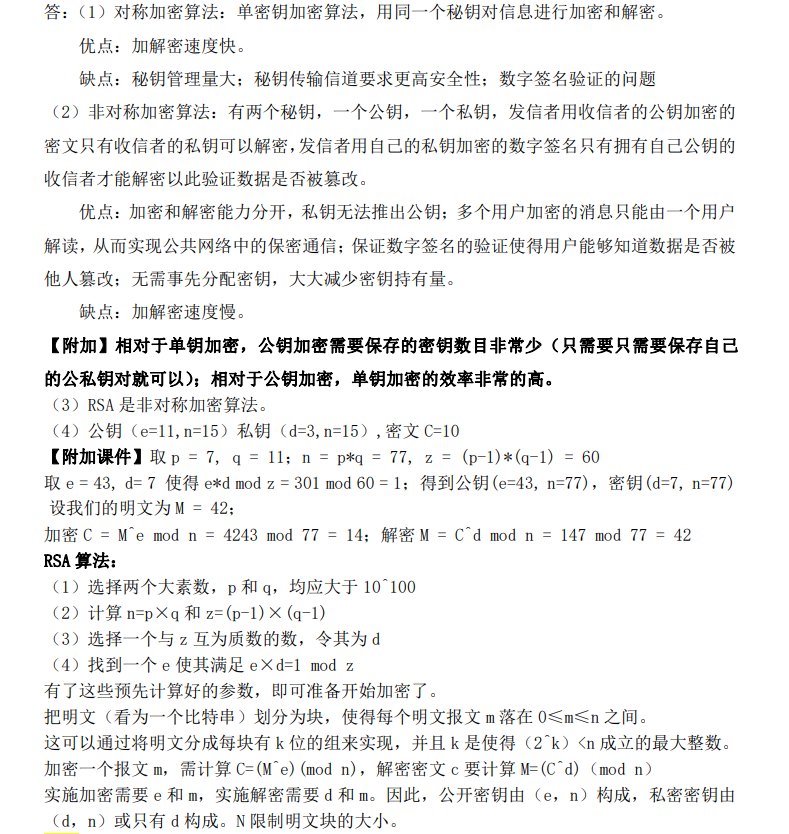 答：（1）对称加密算法：单密钥加密算法，用同一个秘钥对信息进行加密和解密。
优点：加解密速度快。
缺点：秘钥管理量大；秘钥传输信道要求更高安全性；数字签名验证的问题
（2）非对称加密算法：有两个秘钥，一个公钥，一个私钥，发信者用收信者的公钥加密的
密文只有收信者的私钥可以解密，发信者用自己的私钥加密的数字签名只有拥有自己公钥的
收信者才能解密以此验证数据是否被篡改。
优点：加密和解密能力分开，私钥无法推出公钥；多个用户加密的消息只能由一个用户
解读，从而实现公共网络中的保密通信；保证数字签名的验证使得用户能够知道数据是否被
他人篡改；无需事先分配密钥，大大减少密钥持有量。
缺点：加解密速度慢。
【附加】相对于单钥加密，公钥加密需要保存的密钥数目非常少（只需要只需要保存自己
的公私钥对就可以）；相对于公钥加密，单钥加密的效率非常的高。
（3）RSA 是非对称加密算法。
（4）公钥（e=11,n=15）私钥（d=3,n=15）,密文 C=10
【附加课件】取 p = 7, q = 11；n = p*q = 77, z = (p-1)*(q-1) = 60
取 e = 43, d= 7 使得 e*d mod z = 301 mod 60 = 1；得到公钥(e=43, n=77)，密钥(d=7, n=77)
设我们的明文为 M = 42；
加密 C = M^e mod n = 4243 mod 77 = 14；解密 M = C^d mod n = 147 mod 77 = 42
RSA 算法：
（1）选择两个大素数，p 和 q，均应大于 10^100
（2）计算 n=p×q 和 z=(p-1)×(q-1)
（3）选择一个与 z 互为质数的数，令其为 d
（4）找到一个 e 使其满足 e×d=1 mod z
有了这些预先计算好的参数，即可准备开始加密了。
把明文（看为一个比特串）划分为块，使得每个明文报文 m 落在 0≤m≤n 之间。
这可以通过将明文分成每块有 k 位的组来实现，并且 k 是使得（2^k）<n 成立的最大整数。
加密一个报文 m，需计算 C=(M^e)(mod n)，解密密文 c 要计算 M=(C^d)（mod n）
实施加密需要 e 和 m，实施解密需要 d 和 m。因此，公开密钥由（e，n）构成，私密密钥由
（d，n）或只有 d 构成。N 限制明文块的大小。